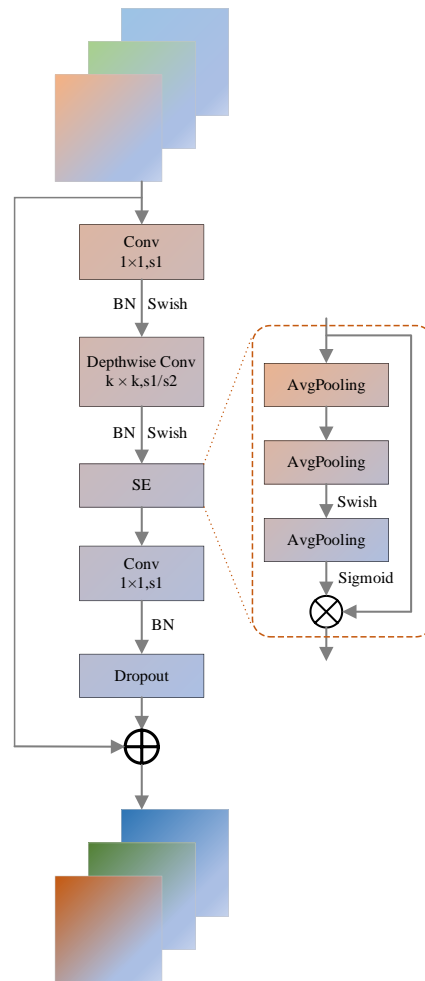 Conv
1×1,s1
BN Swish
Depthwise Conv
k × k,s1/s2
BN Swish
SE
Conv
1×1,s1
BN
Dropout
AvgPooling
AvgPooling
Swish
AvgPooling
Sigmoid